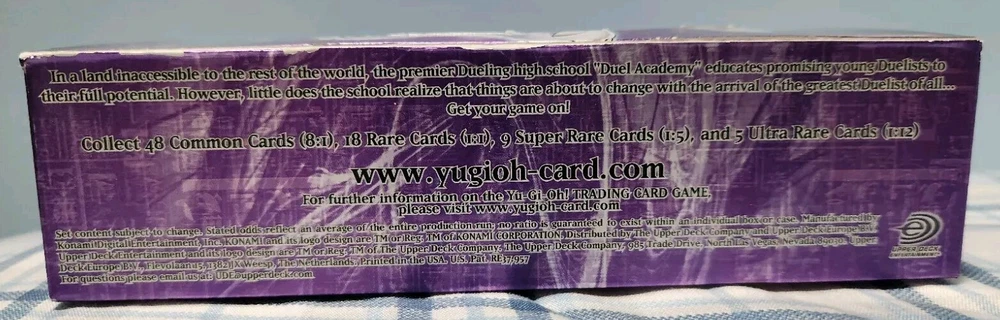 In a land inaccessible to the rest of the world, the premier Dueling high school "Duel Academy" educates promising young Duelists to
their full potential. However, little does the school realize that things are about to change with the arrival of the greatest Duelist of all...
Get your game on!
Collect 48 Common Cards (8:1), 18 Rare Cards (1:1), 9 Super Rare Cards (1:5), and 5 Ultra Rare Cards (1:12)
www.yugioh-card.com
For further information on the Yu-Gi-Oh! TRADING CARD GAME,
please visit www.yugioh-card.com
Set content subject to change. Stated odds reflect an average of the entire production run; no ratio is guaranteed to exist within an individual box or case. Manufactured by
Konami Digital Entertainment, Inc. KONAMI and its logo design are TM or Reg. TM of KONAMI CORPORATION. Distributed by The Upper Deck Company and Upper Deck Europe B.V.
Upper Deck Entertainment and its logo design are TM or Reg. TM of The Upper Deck Company. The Upper Deck Company, 985 Trade Drive, North Las Vegas, Nevada Upper
Deck Europe B.V., Flevolaan 15, 1382 Weesp, The Netherlands. Printed in the USA. U.S. Pat. RE 37,957
For questions please email us at: UDE@upperdeck.com
UPPER DECK
ENTERTAINMENT